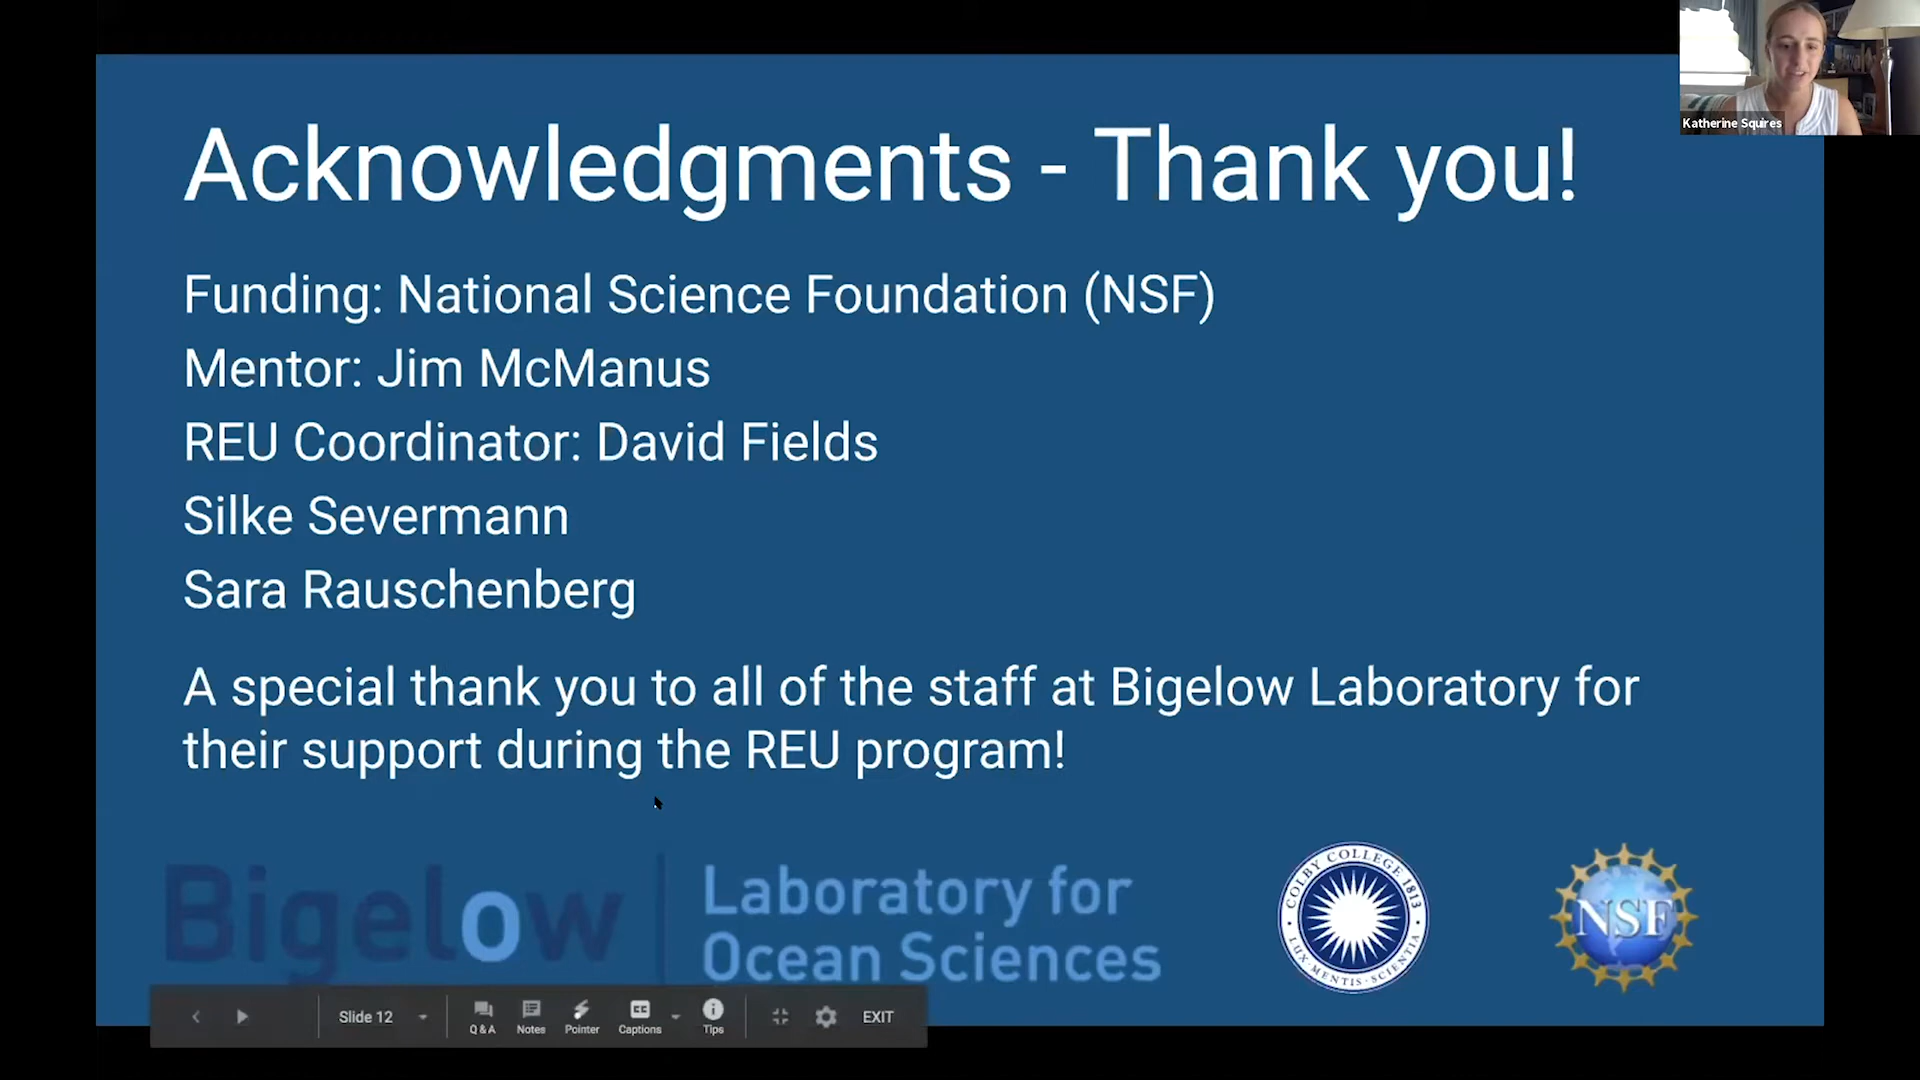 Katherine Squires
Acknowledgments - Thank you!
Funding: National Science Foundation (NSF)
Mentor: Jim McManus
REU Coordinator: David Fields
Silke Severmann
Sara Rauschenberg
A special thank you to all of the staff at Bigelow Laboratory for
their support during the REU program!
Bigelow
Laboratory for
Ocean Sciences
COLBY COLLEGE 1813
LUX·MENTIS·SCIENTIA
NSF
Slide 12
Q & A
Notes
Pointer
CC
Captions
Tips
EXIT